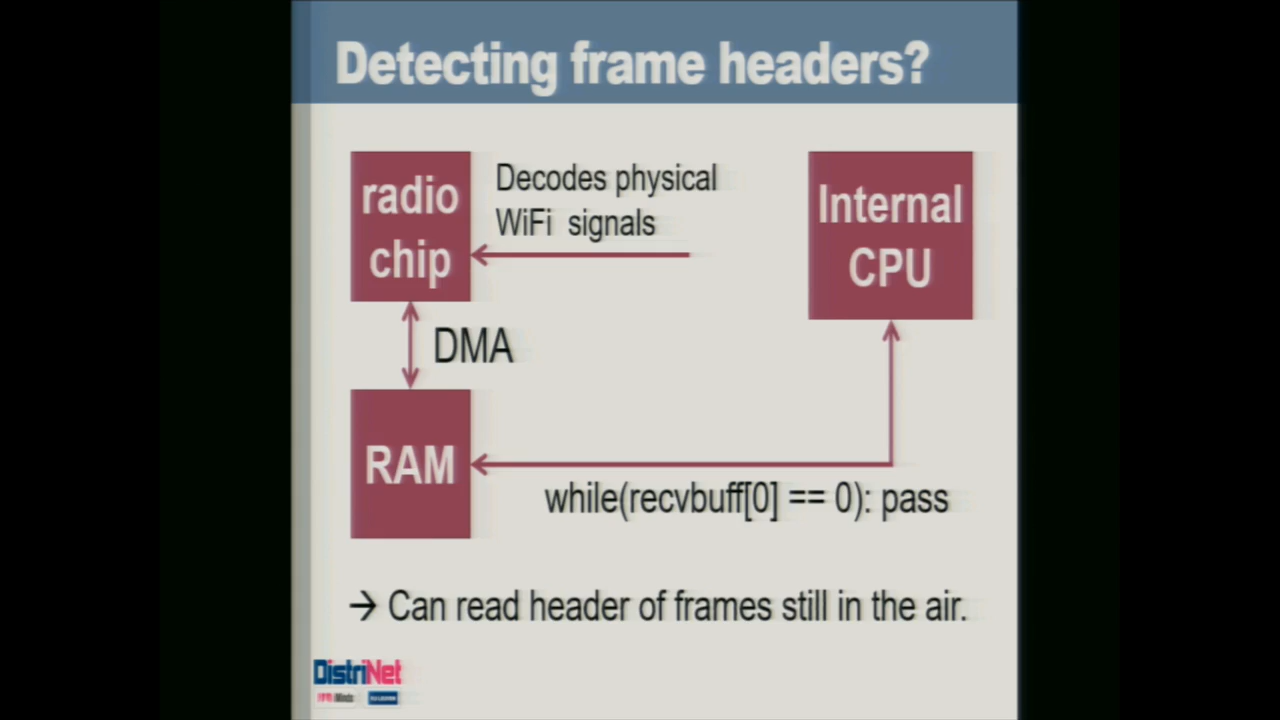 Detecting frame headers?
radio
chip
Decodes physical
WiFi signals
Internal
CPU
DMA
RAM
while(recvbuff[0] == 0): pass
→ Can read header of frames still in the air.
DistriNet